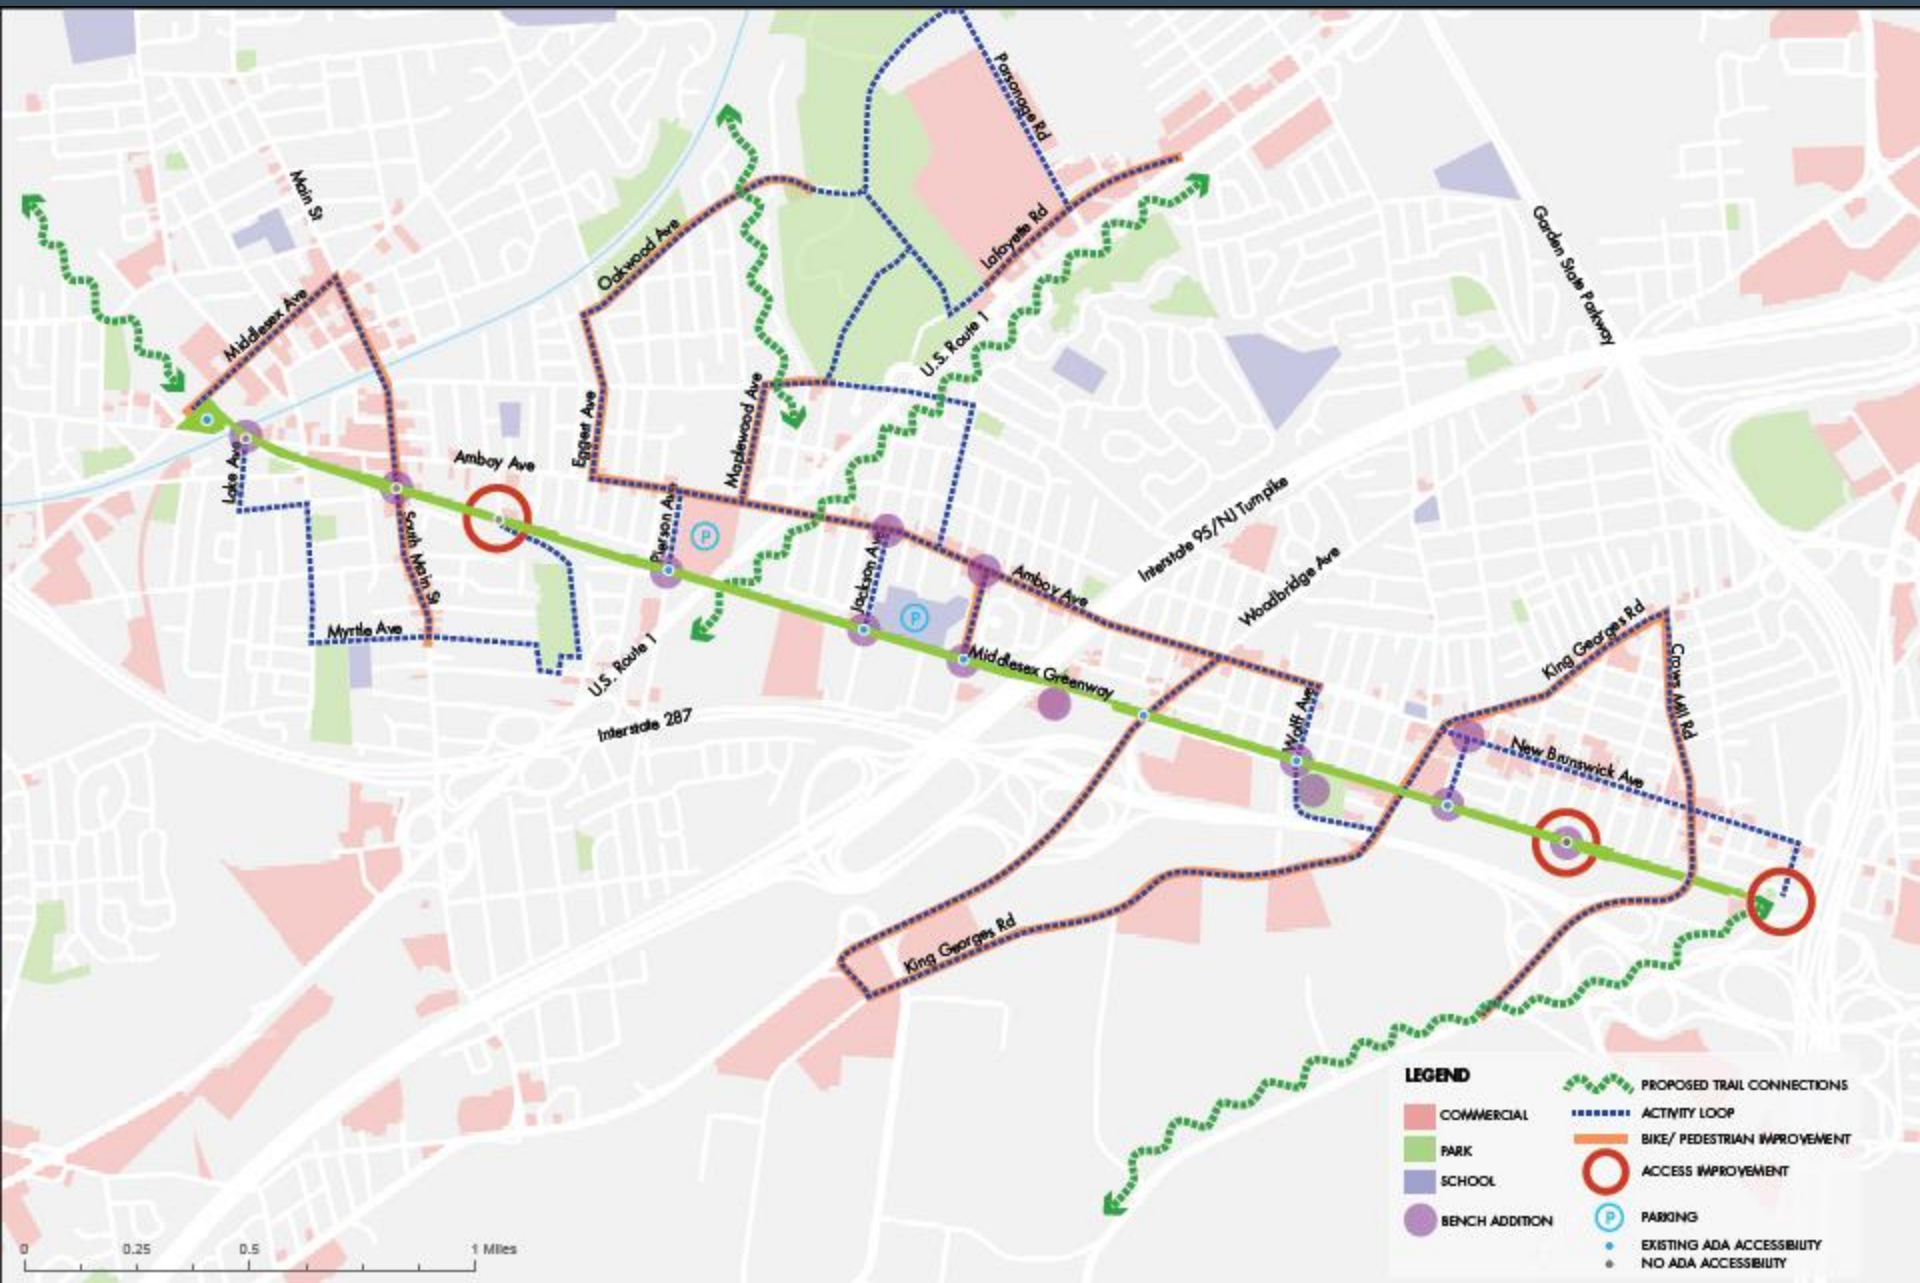 Parsonage Rd
Main St
Oakwood Ave
Lafayette Rd
Garden State Parkway
Middlesex Ave
U.S. Route 1
Eggert Ave
Maplewood Ave
Lake Ave
Amboy Ave
Pierson Ave
P
South Main St
Jackson Ave
P
Amboy Ave
Interstate 95/NJ Turnpike
Woodbridge Ave
Myrtle Ave
U.S. Route 1
Middlesex Greenway
King Georges Rd
Crows Mill Rd
Interstate 287
Wolff Ave
New Brunswick Ave
King Georges Rd
LEGEND
COMMERCIAL
PARK
SCHOOL
BENCH ADDITION
PROPOSED TRAIL CONNECTIONS
ACTIVITY LOOP
BIKE/ PEDESTRIAN IMPROVEMENT
ACCESS IMPROVEMENT
P PARKING
EXISTING ADA ACCESSIBILITY
NO ADA ACCESSIBILITY
0 0.25 0.5 1 Miles